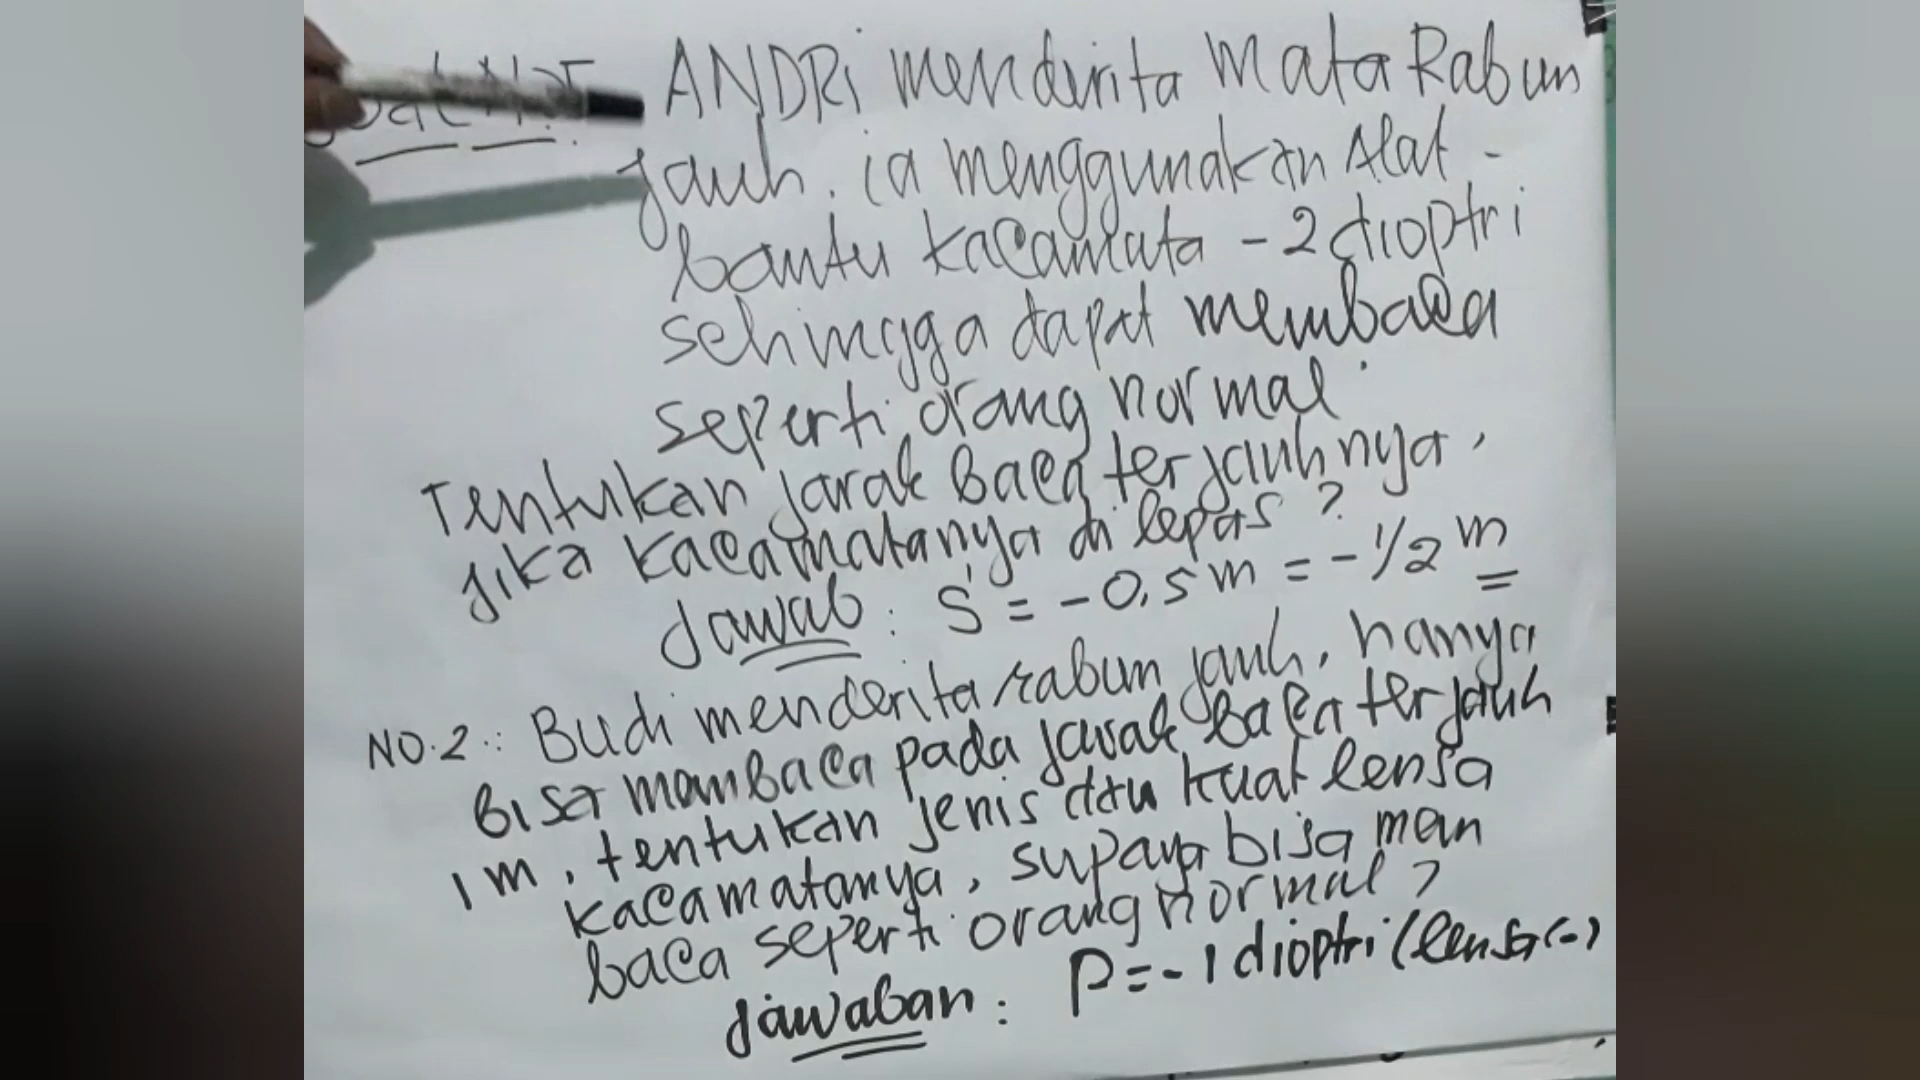 ANDRi menderita mata Rabun
jauh. ia menggunakan Alat -
bantu kacamata - 2 dioptri
sehingga dapat membaca
seperti orang normal.
Tentukan jarak Baca terjauhnya,
jika kacamatanya di lepas?
Jawab: S' = - 0,5 m = - 1/2 m
NO.2.: Budi menderita rabun jauh, hanya
Bisa mambaca pada jarak Baca terjauh
1 m, tentukan jenis dan kuat lensa
kacamatanya, supaya bisa mem
baca seperti orang normal?
Jawaban: P = - 1 dioptri (lensa (-)